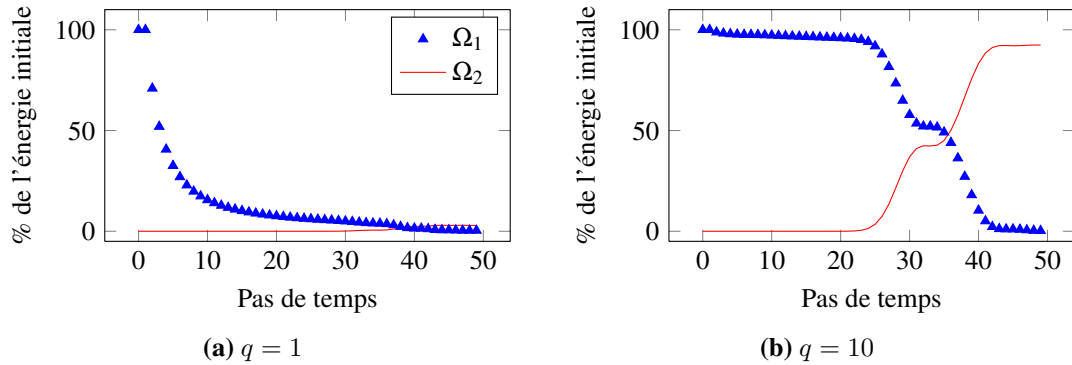 % de l'énergie initiale
100
50
0
0
10
20
30
40
50
Pas de temps
Ω₁
Ω₂
(a) q = 1
% de l'énergie initiale
100
50
0
0
10
20
30
40
50
Pas de temps
(b) q = 10